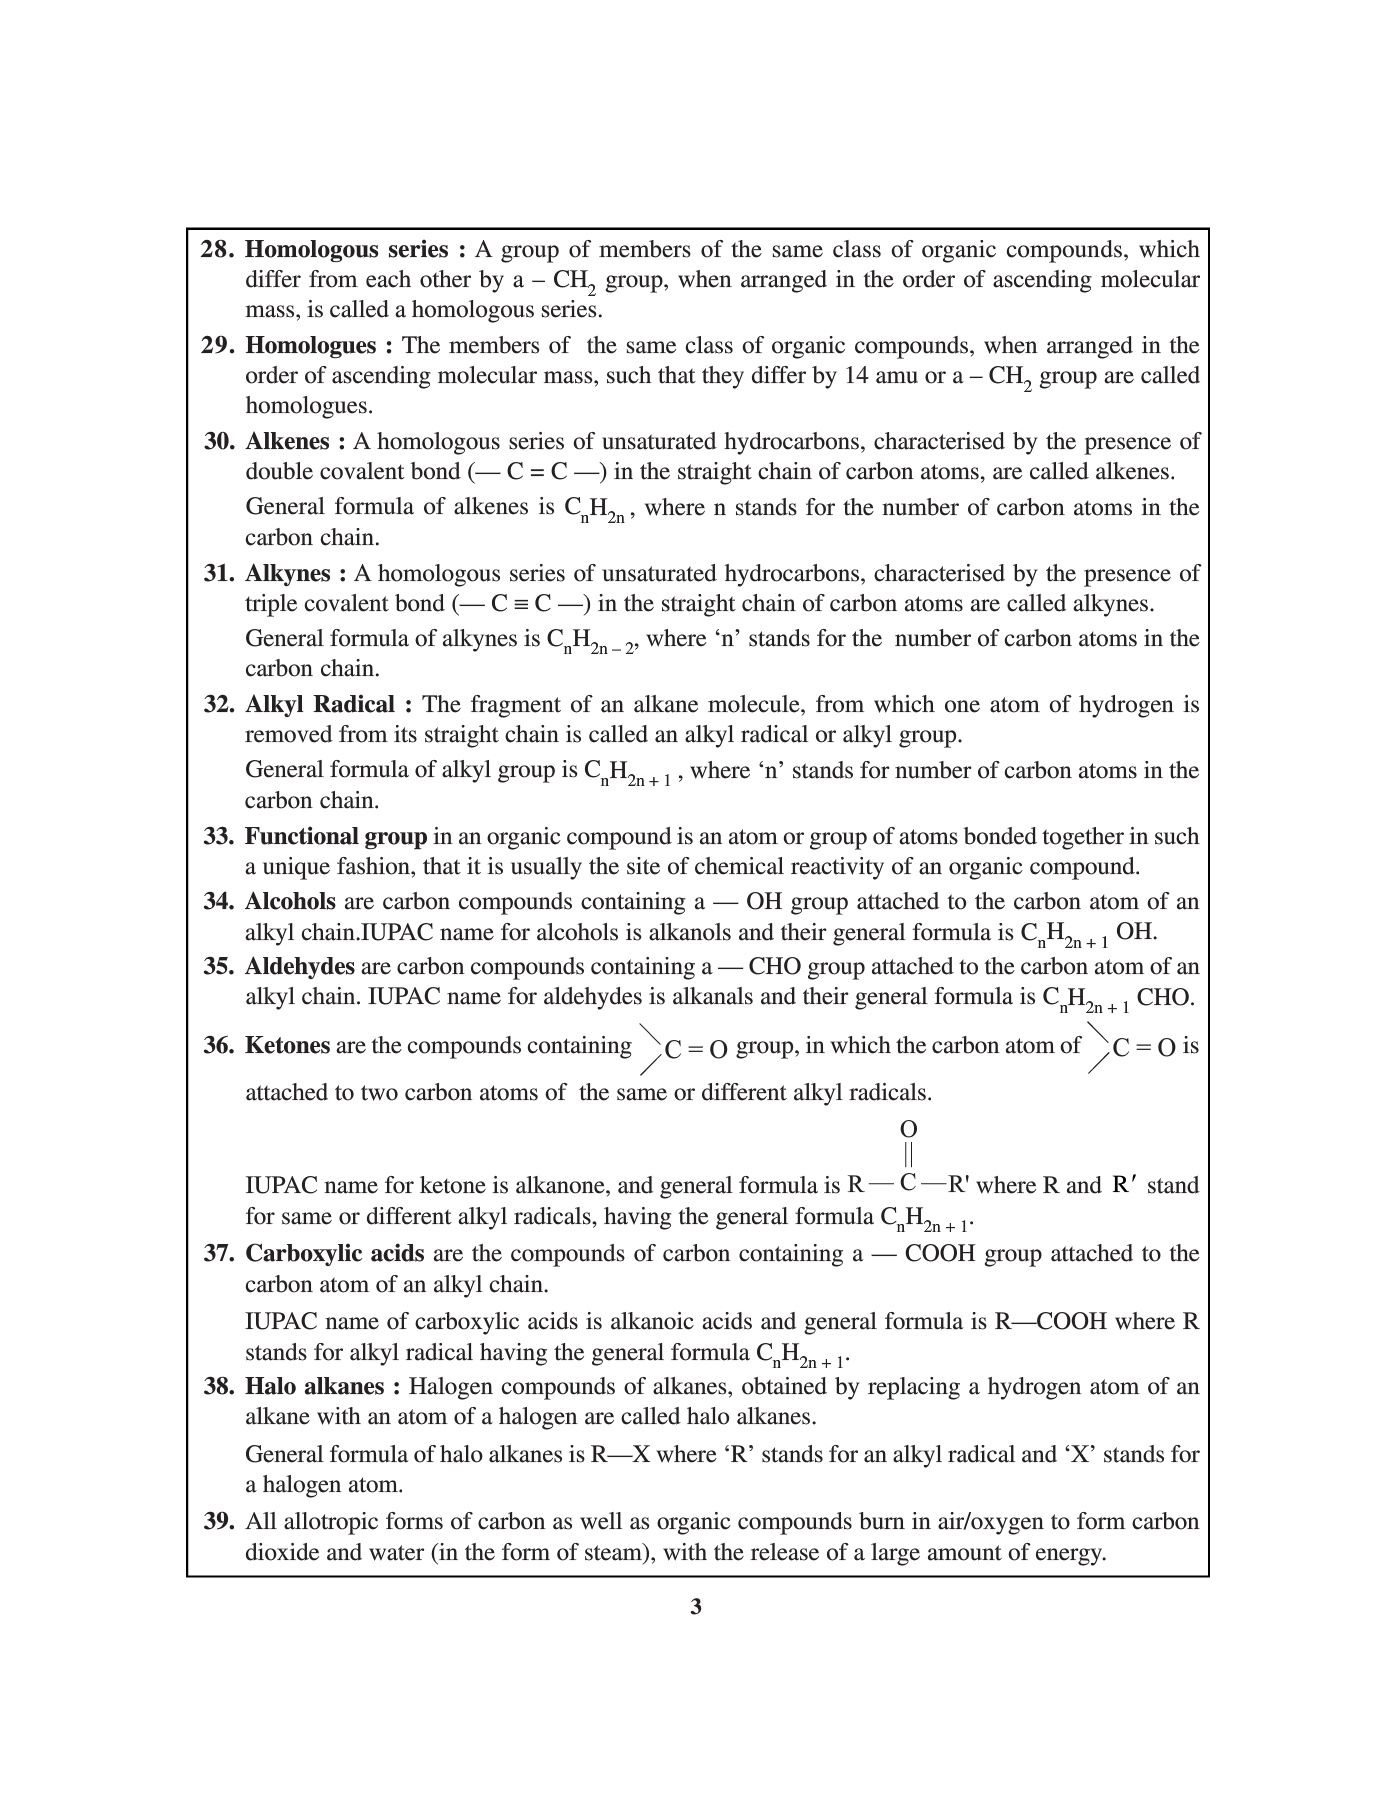 28. Homologous series : A group of members of the same class of organic compounds, which
differ from each other by a – CH₂ group, when arranged in the order of ascending molecular
mass, is called a homologous series.
29. Homologues : The members of the same class of organic compounds, when arranged in the
order of ascending molecular mass, such that they differ by 14 amu or a – CH₂ group are called
homologues.
30. Alkenes : A homologous series of unsaturated hydrocarbons, characterised by the presence of
double covalent bond (— C = C —) in the straight chain of carbon atoms, are called alkenes.
General formula of alkenes is CₙH₂ₙ , where n stands for the number of carbon atoms in the
carbon chain.
31. Alkynes : A homologous series of unsaturated hydrocarbons, characterised by the presence of
triple covalent bond (— C ≡ C —) in the straight chain of carbon atoms are called alkynes.
General formula of alkynes is CₙH₂ₙ ₋ ₂, where ‘n’ stands for the number of carbon atoms in the
carbon chain.
32. Alkyl Radical : The fragment of an alkane molecule, from which one atom of hydrogen is
removed from its straight chain is called an alkyl radical or alkyl group.
General formula of alkyl group is CₙH₂ₙ ₊ ₁ , where ‘n’ stands for number of carbon atoms in the
carbon chain.
33. Functional group in an organic compound is an atom or group of atoms bonded together in such
a unique fashion, that it is usually the site of chemical reactivity of an organic compound.
34. Alcohols are carbon compounds containing a — OH group attached to the carbon atom of an
alkyl chain.IUPAC name for alcohols is alkanols and their general formula is CₙH₂ₙ ₊ ₁ OH.
35. Aldehydes are carbon compounds containing a — CHO group attached to the carbon atom of an
alkyl chain. IUPAC name for aldehydes is alkanals and their general formula is CₙH₂ₙ ₊ ₁ CHO.
36. Ketones are the compounds containing >C = O group, in which the carbon atom of >C = O is
attached to two carbon atoms of the same or different alkyl radicals.
O
||
IUPAC name for ketone is alkanone, and general formula is R — C —R' where R and R′ stand
for same or different alkyl radicals, having the general formula CₙH₂ₙ ₊ ₁.
37. Carboxylic acids are the compounds of carbon containing a — COOH group attached to the
carbon atom of an alkyl chain.
IUPAC name of carboxylic acids is alkanoic acids and general formula is R—COOH where R
stands for alkyl radical having the general formula CₙH₂ₙ ₊ ₁.
38. Halo alkanes : Halogen compounds of alkanes, obtained by replacing a hydrogen atom of an
alkane with an atom of a halogen are called halo alkanes.
General formula of halo alkanes is R—X where ‘R’ stands for an alkyl radical and ‘X’ stands for
a halogen atom.
39. All allotropic forms of carbon as well as organic compounds burn in air/oxygen to form carbon
dioxide and water (in the form of steam), with the release of a large amount of energy.
3